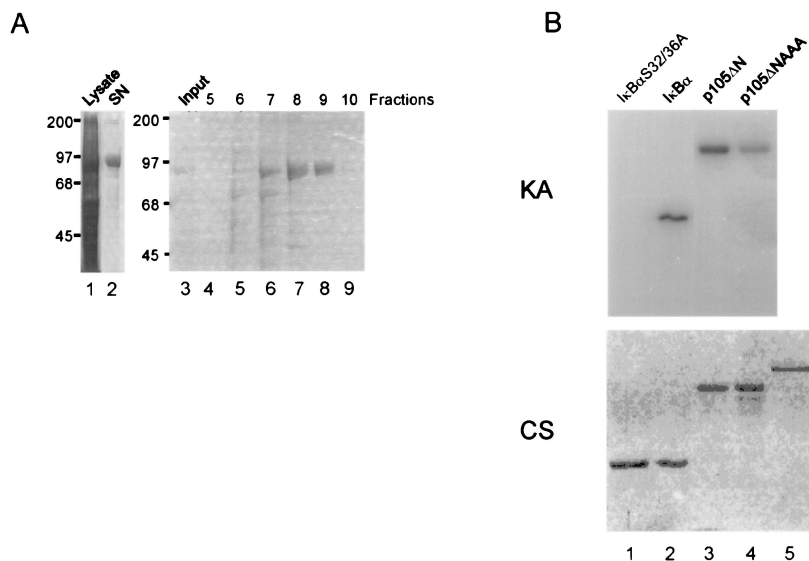 A
Lysate
SN
200
97
68
45
1 2
Input 5 6 7 8 9 10 Fractions
200
97
68
45
3 4 5 6 7 8 9
B
IκBαS32/36A
IκBα
p105ΔN
p105ΔNAAA
KA
CS
1 2 3 4 5